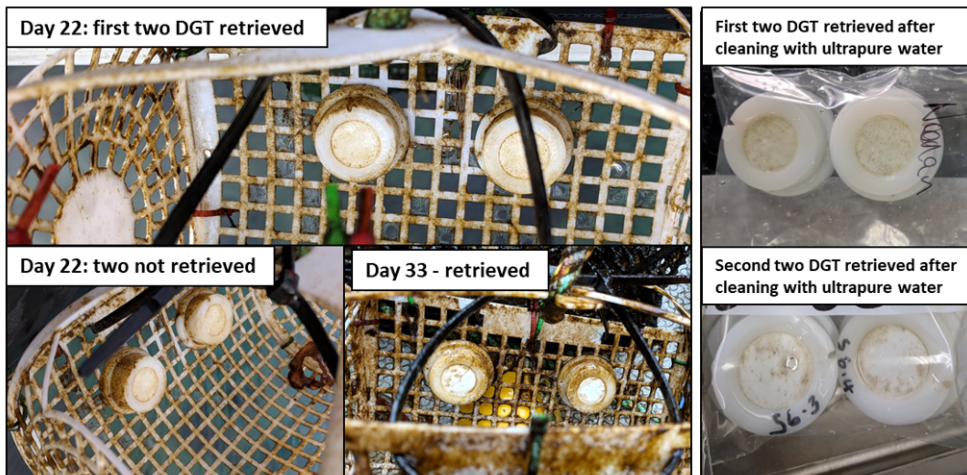 Day 22: first two DGT retrieved
First two DGT retrieved after
cleaning with ultrapure water
Day 22: two not retrieved
Day 33 - retrieved
Second two DGT retrieved after
cleaning with ultrapure water
S6-3
S6-4